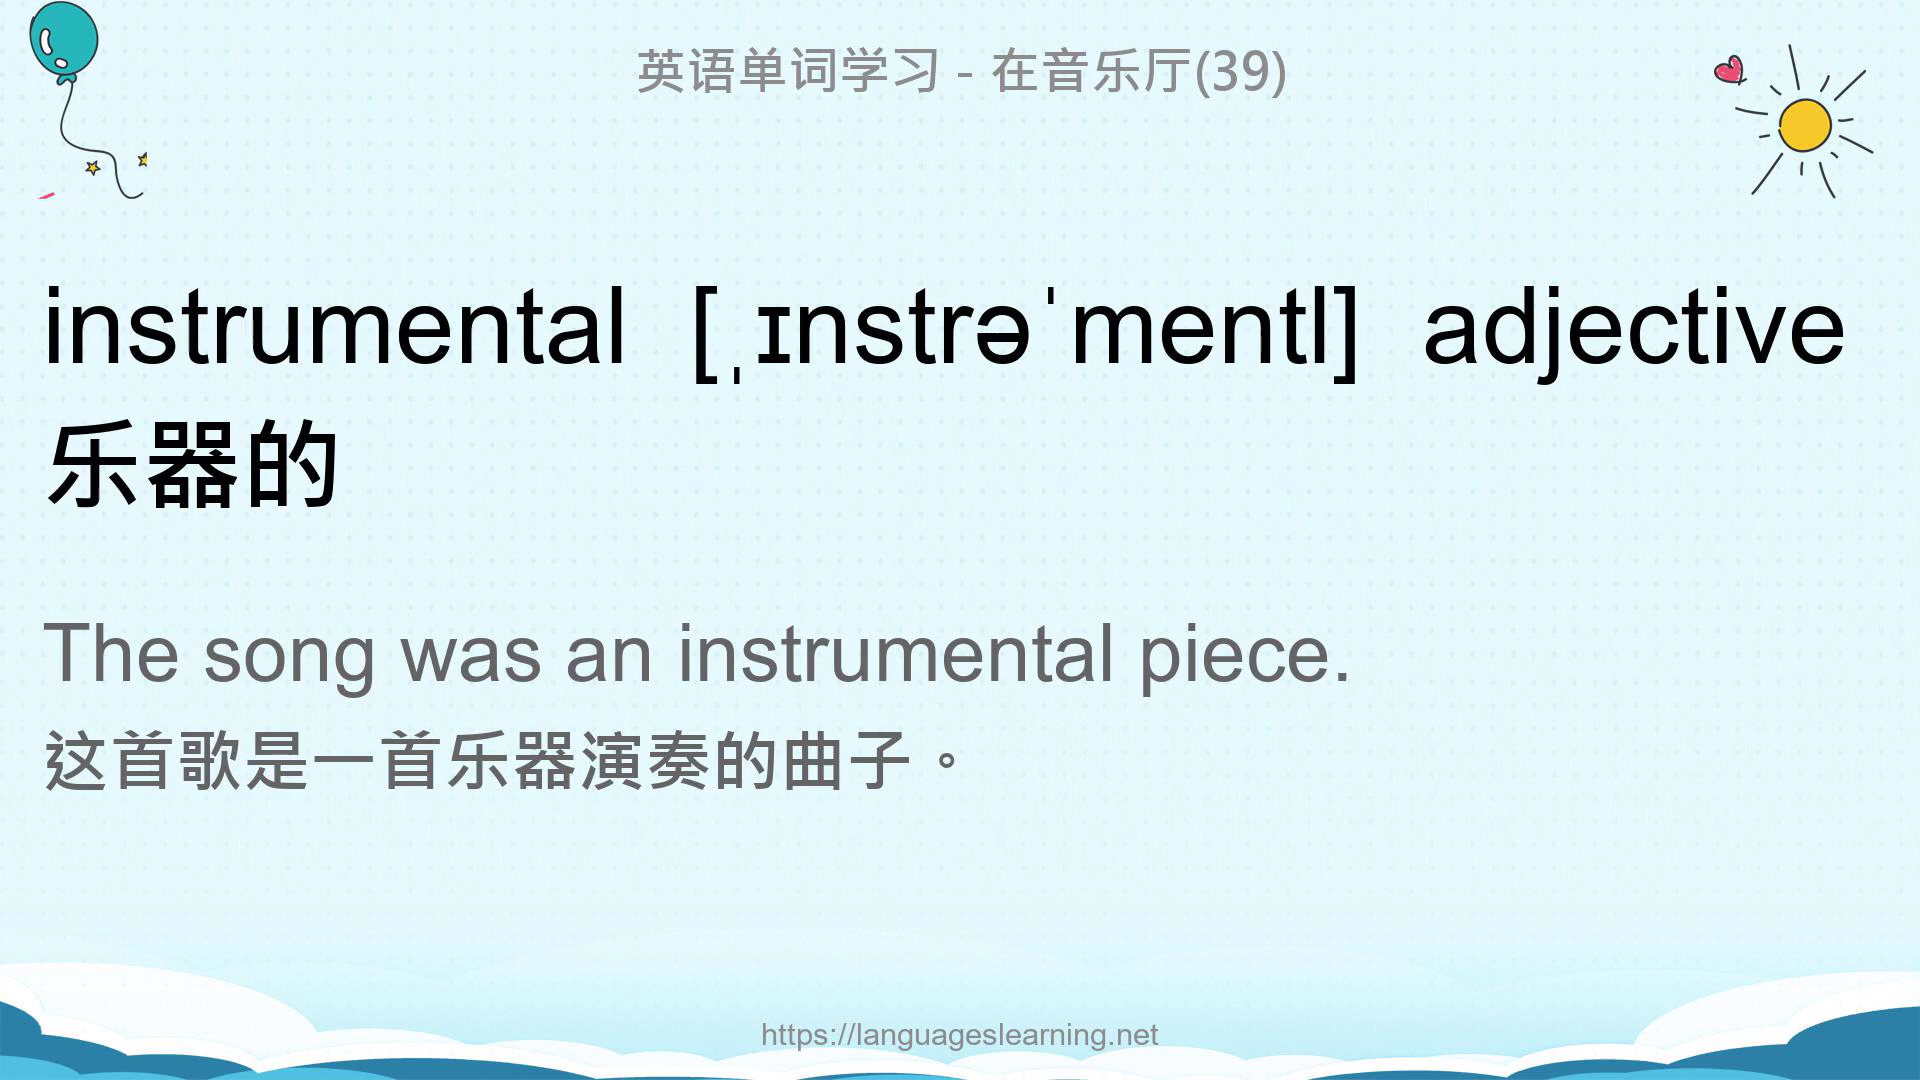 英语单词学习 - 在音乐厅(39)
instrumental [ˌɪnstrəˈmentl] adjective
乐器的
The song was an instrumental piece.
这首歌是一首乐器演奏的曲子。
https://languageslearning.net